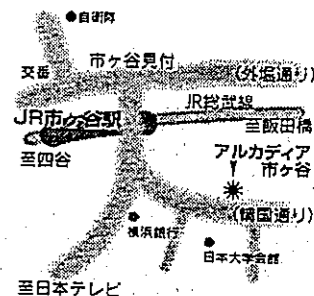 自衛隊
市ヶ谷見付
交番
(外堀通り)
JR総武線
JR市ヶ谷駅
至飯田橋
至四谷
アルカディア
市ヶ谷
(靖国通り)
横浜銀行
日本大学会館
至日本テレビ